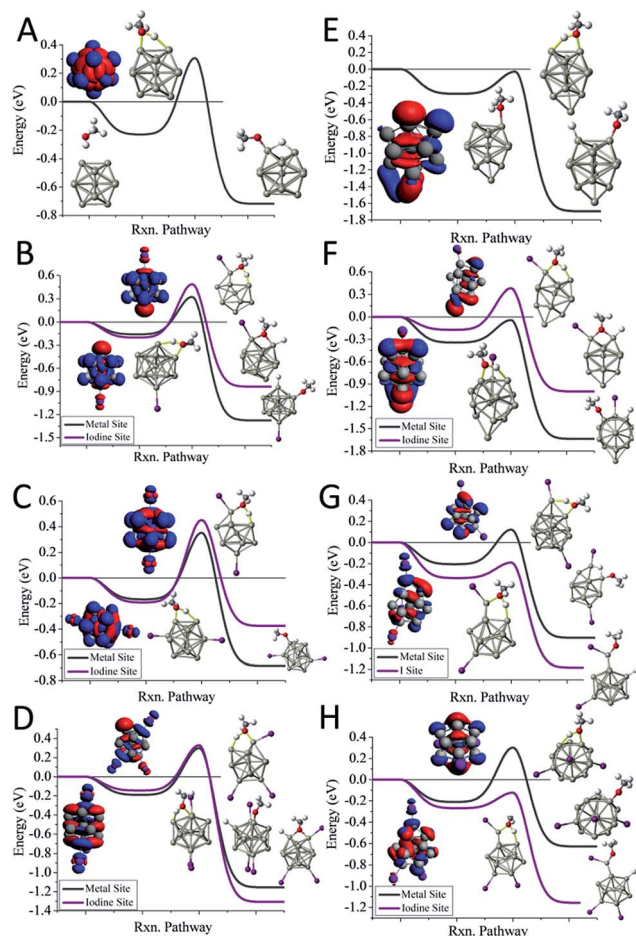 A
Energy (eV)
0.4
0.2
0.0
-0.2
-0.4
-0.6
-0.8
Rxn. Pathway
E
Energy (eV)
0.0
-0.2
-0.4
-0.6
-0.8
-1.0
-1.2
-1.4
-1.6
-1.8
Rxn. Pathway
B
Energy (eV)
0.6
0.3
0.0
-0.3
-0.6
-0.9
-1.2
-1.5
Metal Site
Iodine Site
Rxn. Pathway
F
Energy (eV)
0.6
0.3
0.0
-0.3
-0.6
-0.9
-1.2
-1.5
-1.8
Metal Site
Iodine Site
Rxn. Pathway
C
Energy (eV)
0.6
0.4
0.2
0.0
-0.2
-0.4
-0.6
-0.8
Metal Site
Iodine Site
Rxn. Pathway
G
Energy (eV)
0.4
0.2
0.0
-0.2
-0.4
-0.6
-0.8
-1.0
-1.2
Metal Site
I Site
Rxn. Pathway
D
Energy (eV)
0.6
0.4
0.2
0.0
-0.2
-0.4
-0.6
-0.8
-1.0
-1.2
-1.4
Metal Site
Iodine Site
Rxn. Pathway
H
Energy (eV)
0.4
0.2
0.0
-0.2
-0.4
-0.6
-0.8
-1.0
-1.2
Metal Site
Iodine Site
Rxn. Pathway